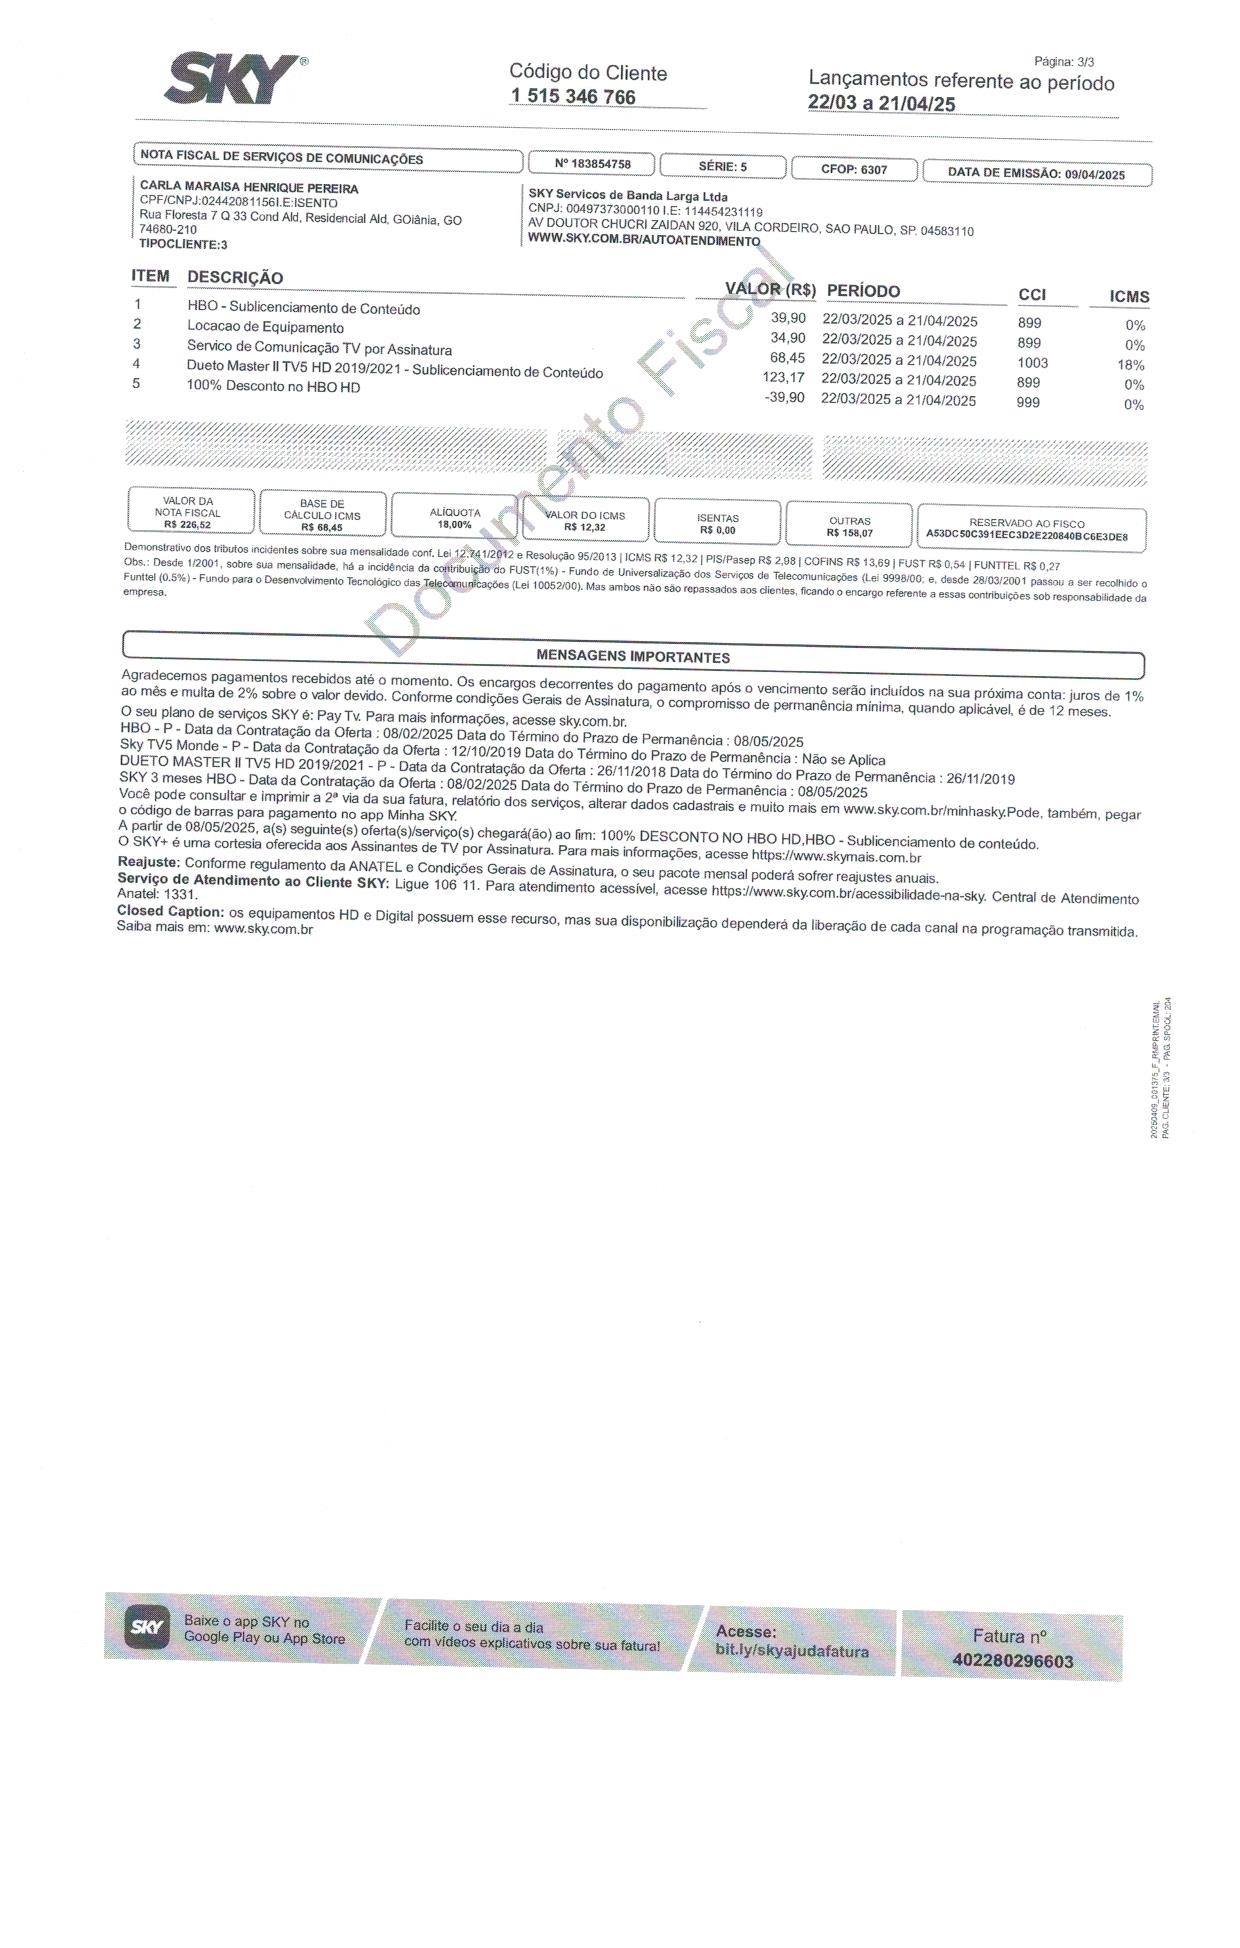 SKY®
Código do Cliente
1 515 346 766
Página: 3/3
Lançamentos referente ao período
22/03 a 21/04/25
NOTA FISCAL DE SERVIÇOS DE COMUNICAÇÕES
Nº 183854758
SÉRIE: 5
CFOP: 6307
DATA DE EMISSÃO: 09/04/2025
CARLA MARAISA HENRIQUE PEREIRA
CPF/CNPJ:02442081156I.E:ISENTO
Rua Floresta 7 Q 33 Cond Ald, Residencial Ald, GOiânia, GO
74680-210
TIPOCLIENTE:3
SKY Servicos de Banda Larga Ltda
CNPJ: 00497373000110 I.E: 114454231119
AV DOUTOR CHUCRI ZAIDAN 920, VILA CORDEIRO, SAO PAULO, SP. 04583110
WWW.SKY.COM.BR/AUTOATENDIMENTO
ITEM DESCRIÇÃO VALOR (R$) PERÍODO CCI ICMS
1 HBO - Sublicenciamento de Conteúdo 39,90 22/03/2025 a 21/04/2025 899 0%
2 Locacao de Equipamento 34,90 22/03/2025 a 21/04/2025 899 0%
3 Servico de Comunicação TV por Assinatura 68,45 22/03/2025 a 21/04/2025 1003 18%
4 Dueto Master II TV5 HD 2019/2021 - Sublicenciamento de Conteúdo 123,17 22/03/2025 a 21/04/2025 899 0%
5 100% Desconto no HBO HD -39,90 22/03/2025 a 21/04/2025 999 0%
Documento Fiscal
VALOR DA
NOTA FISCAL
R$ 226,52
BASE DE
CÁLCULO ICMS
R$ 68,45
ALÍQUOTA
18,00%
VALOR DO ICMS
R$ 12,32
ISENTAS
R$ 0,00
OUTRAS
R$ 158,07
RESERVADO AO FISCO
A53DC50C391EEC3D2E220840BC6E3DE8
Demonstrativo dos tributos incidentes sobre sua mensalidade conf. Lei 12.741/2012 e Resolução 95/2013 | ICMS R$ 12,32 | PIS/Pasep R$ 2,98 | COFINS R$ 13,69 | FUST R$ 0,54 | FUNTTEL R$ 0,27
Obs.: Desde 1/2001, sobre sua mensalidade, há a incidência da contribuição do FUST(1%) - Fundo de Universalização dos Serviços de Telecomunicações (Lei 9998/00; e, desde 28/03/2001 passou a ser recolhido o
Funttel (0.5%) - Fundo para o Desenvolvimento Tecnológico das Telecomunicações (Lei 10052/00). Mas ambos não são repassados aos clientes, ficando o encargo referente a essas contribuições sob responsabilidade da
empresa.
MENSAGENS IMPORTANTES
Agradecemos pagamentos recebidos até o momento. Os encargos decorrentes do pagamento após o vencimento serão incluídos na sua próxima conta: juros de 1%
ao mês e multa de 2% sobre o valor devido. Conforme condições Gerais de Assinatura, o compromisso de permanência mínima, quando aplicável, é de 12 meses.
O seu plano de serviços SKY é: Pay Tv. Para mais informações, acesse sky.com.br.
HBO - P - Data da Contratação da Oferta : 08/02/2025 Data do Término do Prazo de Permanência : 08/05/2025
Sky TV5 Monde - P - Data da Contratação da Oferta : 12/10/2019 Data do Término do Prazo de Permanência : Não se Aplica
DUETO MASTER II TV5 HD 2019/2021 - P - Data da Contratação da Oferta : 26/11/2018 Data do Término do Prazo de Permanência : 26/11/2019
SKY 3 meses HBO - Data da Contratação da Oferta : 08/02/2025 Data do Término do Prazo de Permanência : 08/05/2025
Você pode consultar e imprimir a 2ª via da sua fatura, relatório dos serviços, alterar dados cadastrais e muito mais em www.sky.com.br/minhasky.Pode, também, pegar
o código de barras para pagamento no app Minha SKY.
A partir de 08/05/2025, a(s) seguinte(s) oferta(s)/serviço(s) chegará(ão) ao fim: 100% DESCONTO NO HBO HD,HBO - Sublicenciamento de conteúdo.
O SKY+ é uma cortesia oferecida aos Assinantes de TV por Assinatura. Para mais informações, acesse https://www.skymais.com.br
Reajuste: Conforme regulamento da ANATEL e Condições Gerais de Assinatura, o seu pacote mensal poderá sofrer reajustes anuais.
Serviço de Atendimento ao Cliente SKY: Ligue 106 11. Para atendimento acessível, acesse https://www.sky.com.br/acessibilidade-na-sky. Central de Atendimento
Anatel: 1331.
Closed Caption: os equipamentos HD e Digital possuem esse recurso, mas sua disponibilização dependerá da liberação de cada canal na programação transmitida.
Saiba mais em: www.sky.com.br
20250409_001375_F_RMPRINT.EMAIL
PAG. CLIENTE: 3/3 - PAG. SPOOL: 204
SKY
Baixe o app SKY no
Google Play ou App Store
Facilite o seu dia a dia
com vídeos explicativos sobre sua fatura!
Acesse:
bit.ly/skyajudafatura
Fatura nº
402280296603